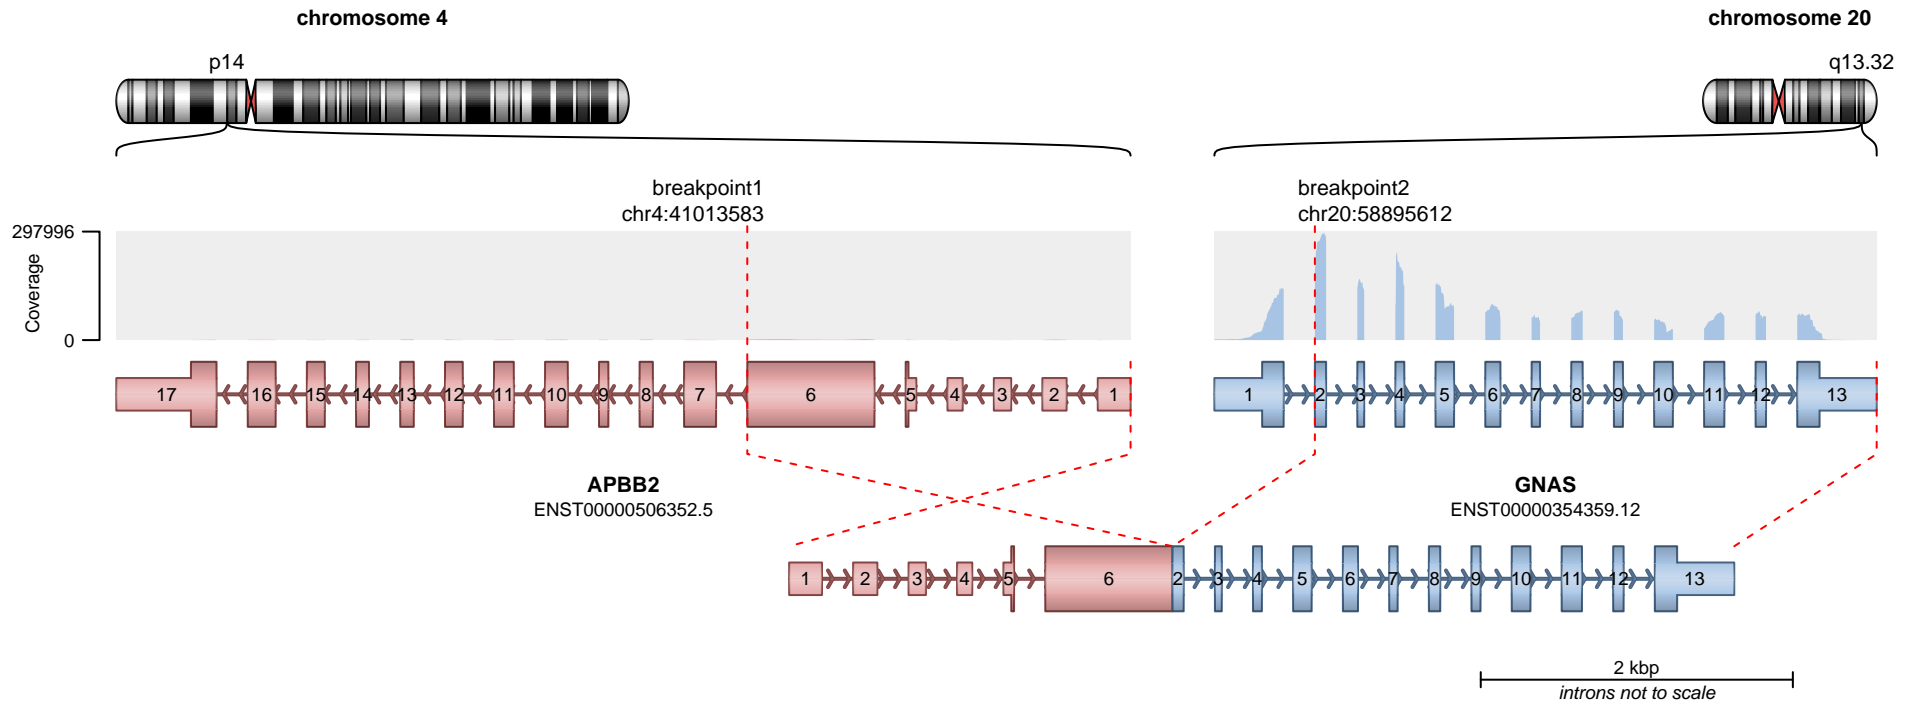 chromosome 4
chromosome 20
p14
q13.32
breakpoint1
chr4:41013583
breakpoint2
chr20:58895612
297996
Coverage
0
17 16 15 14 13 12 11 10 9 8 7 6 5 4 3 2 1
1 2 3 4 5 6 7 8 9 10 11 12 13
APBB2
ENST00000506352.5
GNAS
ENST00000354359.12
1 2 3 4 5 6 2 3 4 5 6 7 8 9 10 11 12 13
2 kbp
introns not to scale